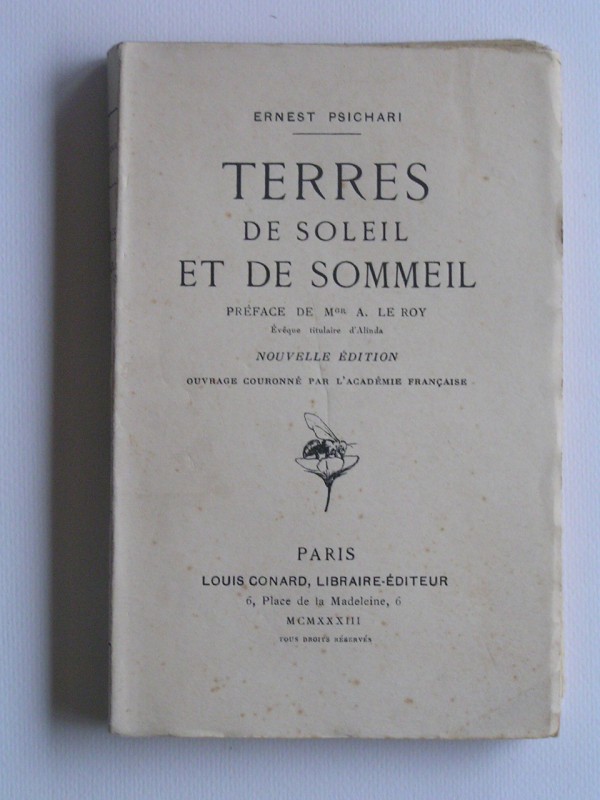 ERNEST PSICHARI
TERRES
DE SOLEIL
ET DE SOMMEIL
PRÉFACE DE MGR A. LE ROY
Évêque titulaire d'Alinda
NOUVELLE ÉDITION
OUVRAGE COURONNÉ PAR L'ACADÉMIE FRANÇAISE
PARIS
LOUIS CONARD, LIBRAIRE-ÉDITEUR
6, Place de la Madeleine, 6
MCMXXXIII
TOUS DROITS RÉSERVÉS